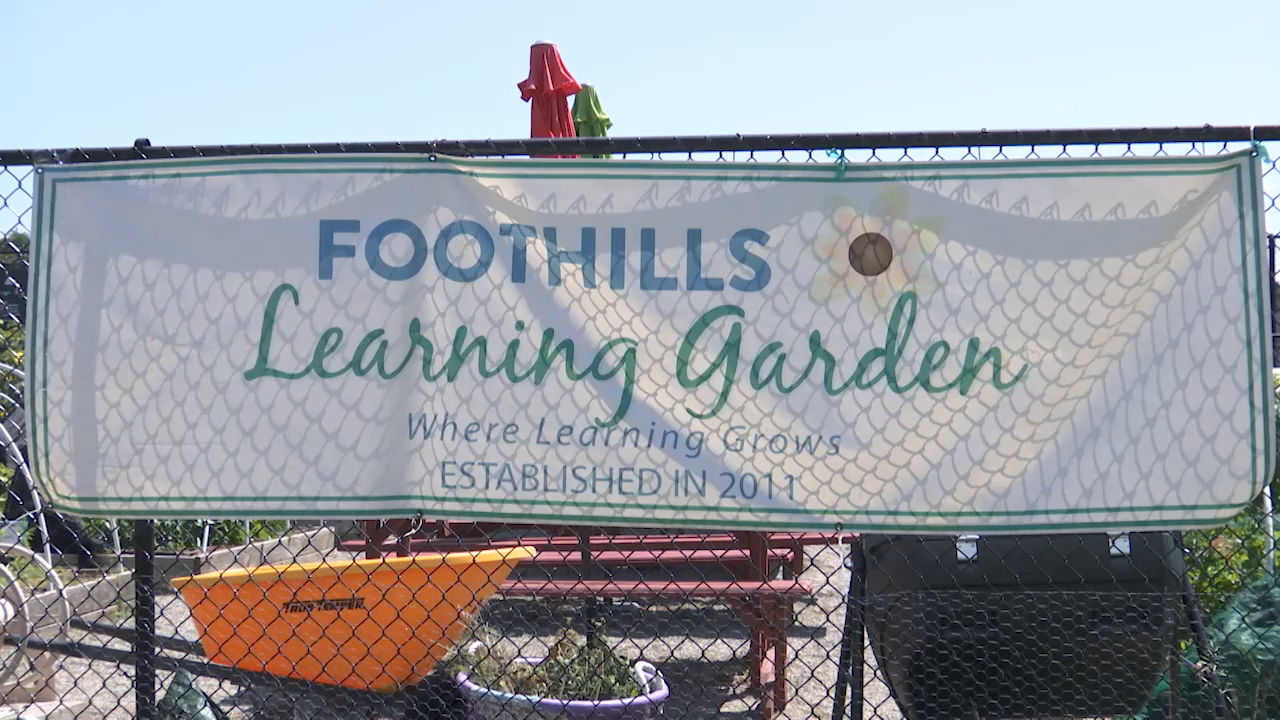 FOOTHILLS
Learning Garden
Where Learning Grows
ESTABLISHED IN 2011
TRUE TEMPER